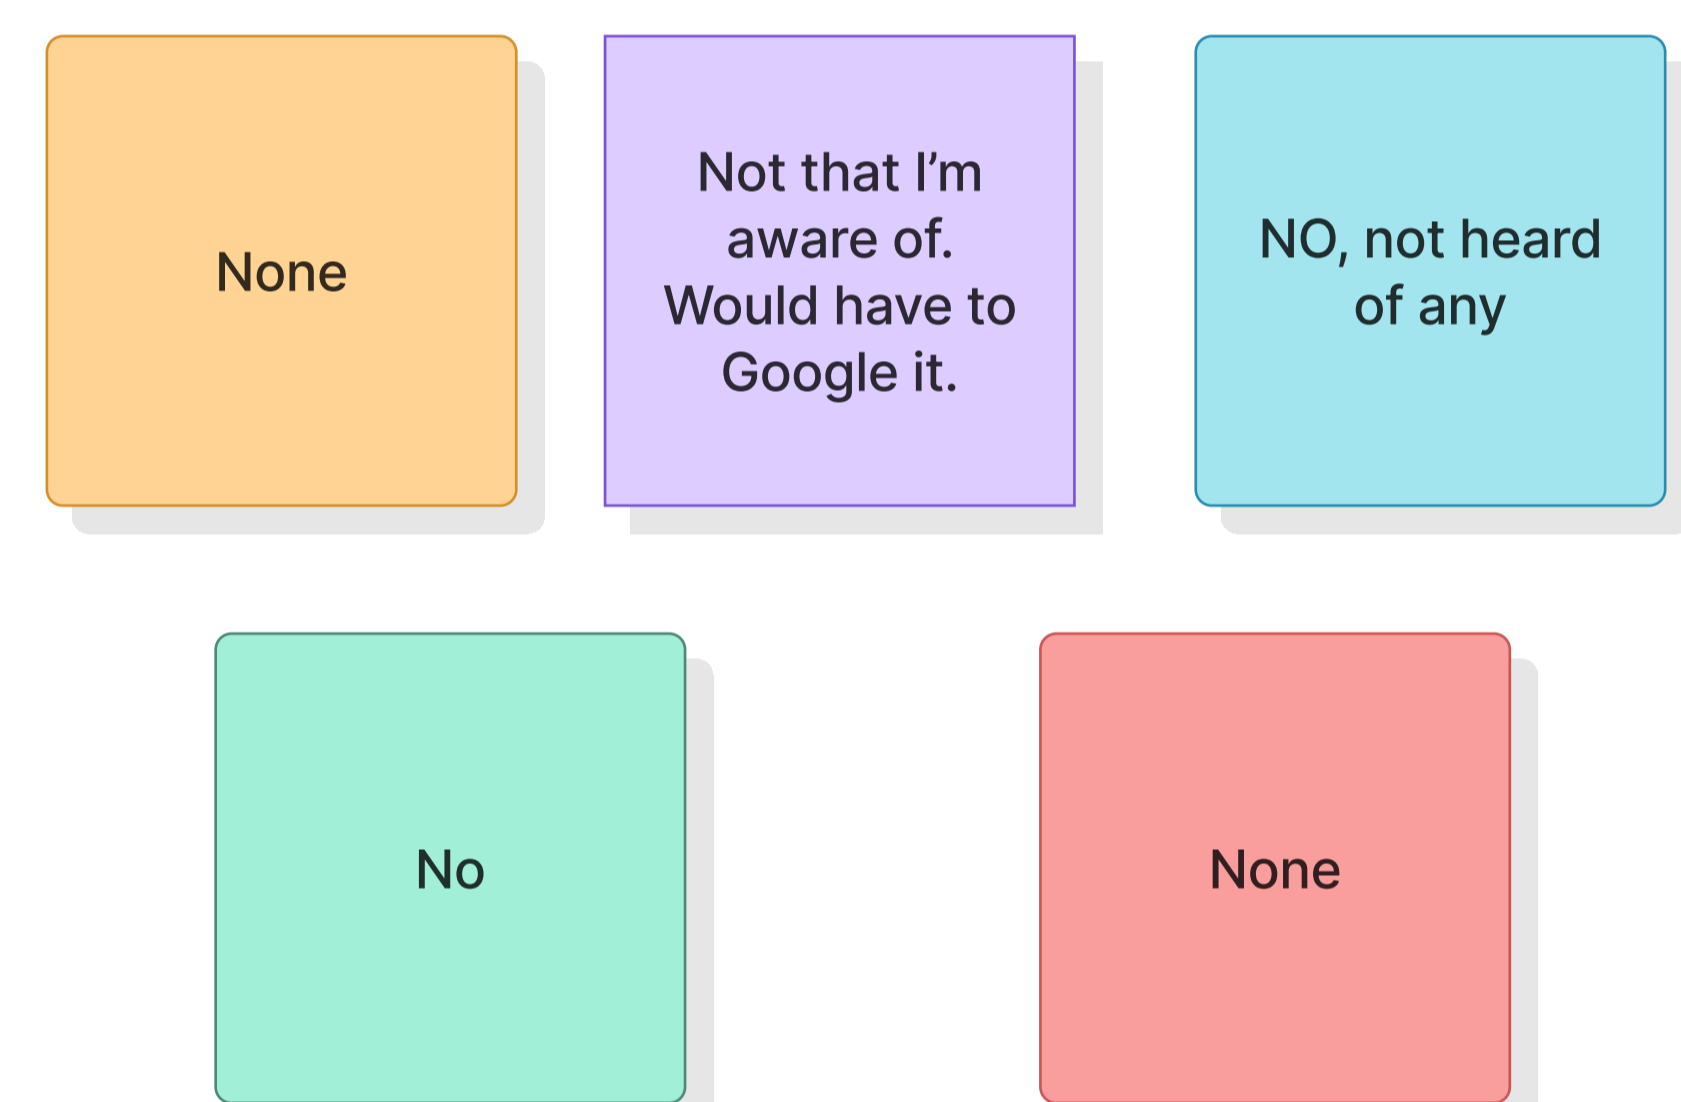 None
Not that I’m
aware of.
Would have to
Google it.
NO, not heard
of any
No
None